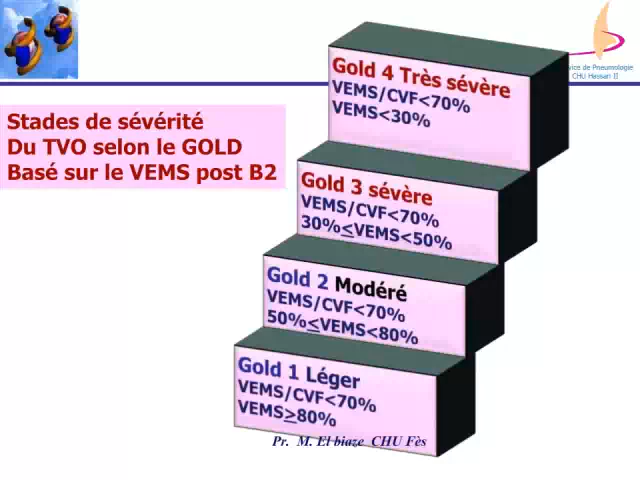 vice de Pneumologie
CHU Hassan II
Stades de sévérité
Du TVO selon le GOLD
Basé sur le VEMS post B2
Gold 4 Très sévère
VEMS/CVF<70%
VEMS<30%
Gold 3 sévère
VEMS/CVF<70%
30%≤VEMS<50%
Gold 2 Modéré
VEMS/CVF<70%
50%≤VEMS<80%
Gold 1 Léger
VEMS/CVF<70%
VEMS≥80%
Pr. M. El biaze CHU Fès